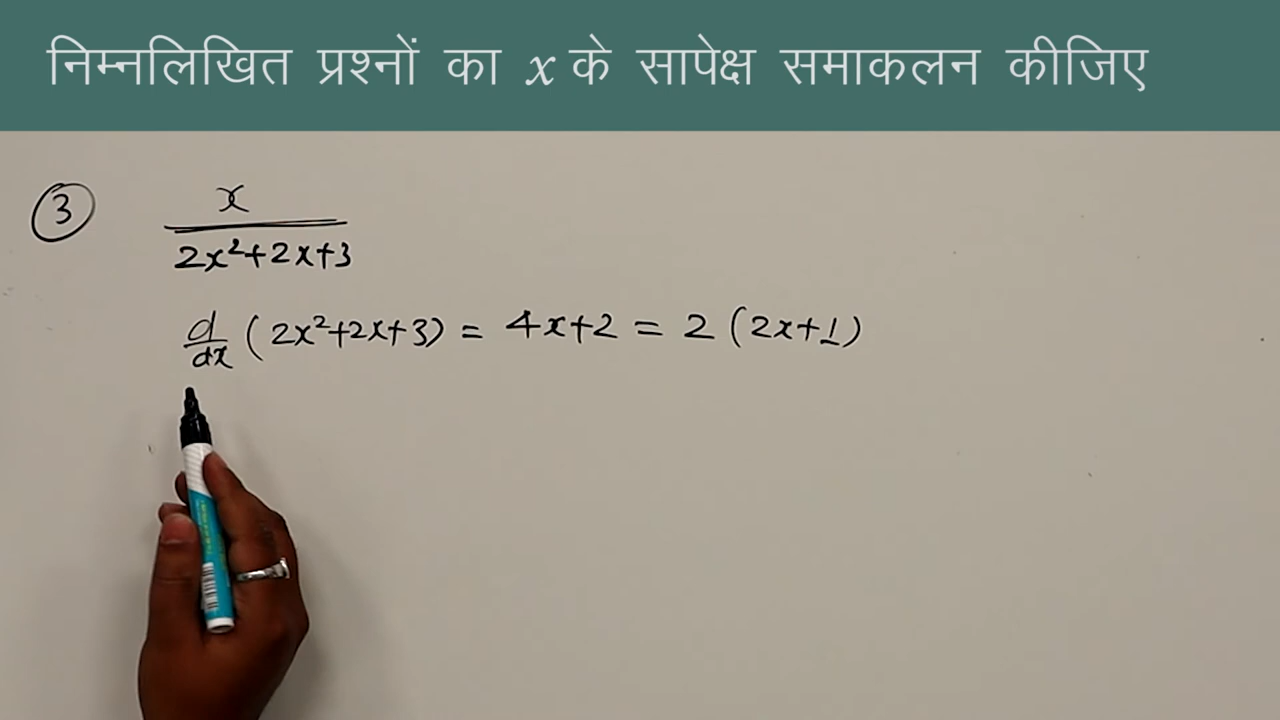 निम्नलिखित प्रश्नों का x के सापेक्ष समाकलन कीजिए
3
x
2x²+2x+3
d/dx (2x²+2x+3) = 4x+2 = 2 (2x+1)